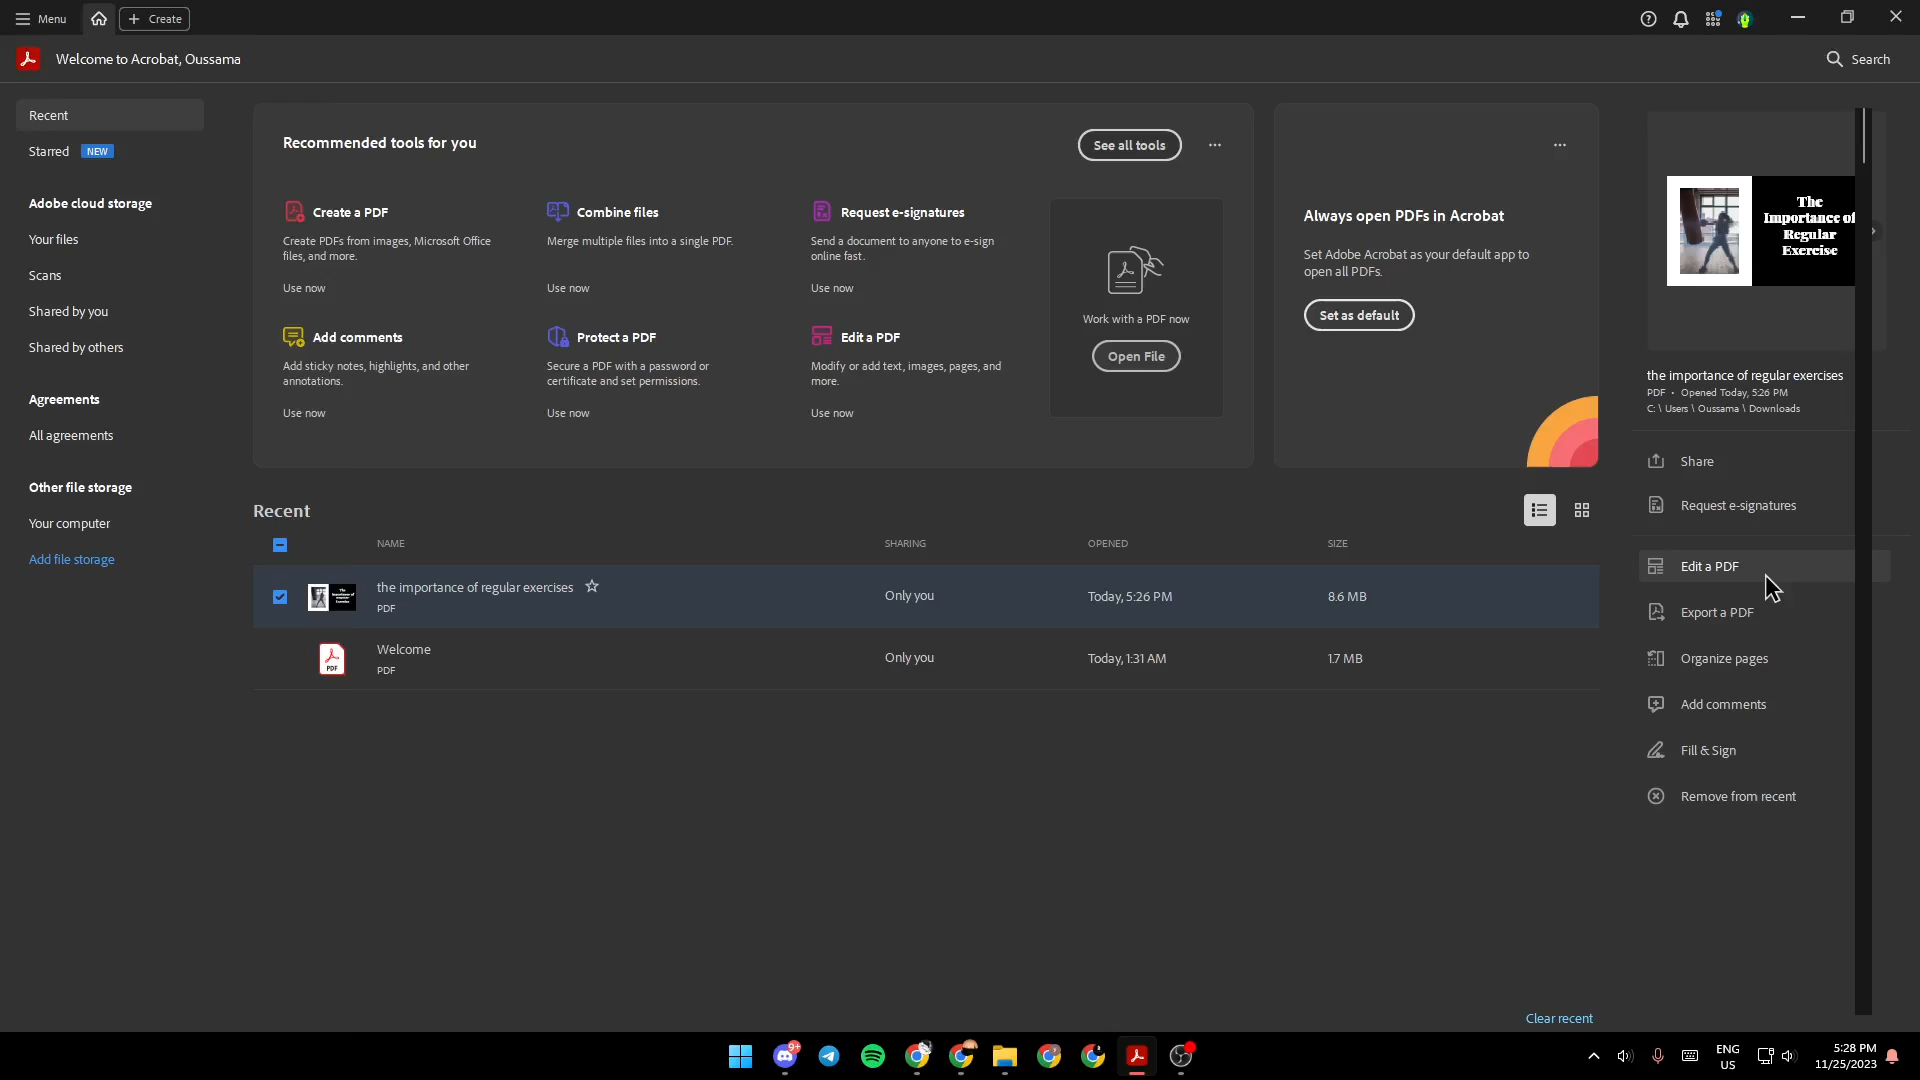 Menu
Create
Welcome to Acrobat, Oussama
Search
Recent
Starred NEW
Adobe cloud storage
Your files
Scans
Shared by you
Shared by others
Agreements
All agreements
Other file storage
Your computer
Add file storage
Recommended tools for you
See all tools
Create a PDF
Create PDFs from images, Microsoft Office
files, and more.
Use now
Combine files
Merge multiple files into a single PDF.
Use now
Request e-signatures
Send a document to anyone to e-sign
online fast.
Use now
Add comments
Add sticky notes, highlights, and other
annotations.
Use now
Protect a PDF
Secure a PDF with a password or
certificate and set permissions.
Use now
Edit a PDF
Modify or add text, images, pages, and
more.
Use now
Work with a PDF now
Open File
Always open PDFs in Acrobat
Set Adobe Acrobat as your default app to
open all PDFs.
Set as default
Recent
NAME SHARING OPENED SIZE
the importance of regular exercises
PDF
Only you
Today, 5:26 PM
8.6 MB
Welcome
PDF
Only you
Today, 1:31 AM
1.7 MB
Clear recent
The
Importance of
Regular
Exercise
the importance of regular exercises
PDF • Opened Today, 5:26 PM
C: \ Users \ Oussama \ Downloads
Share
Request e-signatures
Edit a PDF
Export a PDF
Organize pages
Add comments
Fill & Sign
Remove from recent
9+
ENG
US
5:28 PM
11/25/2023